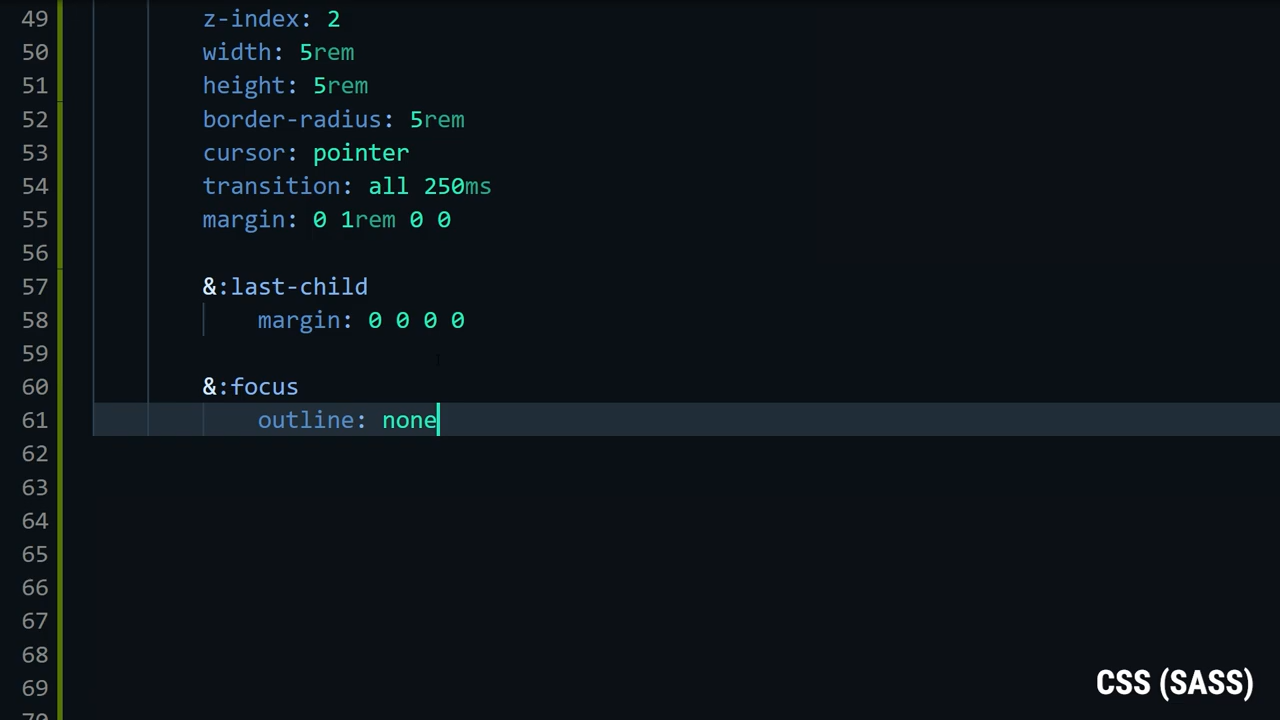 49 z-index: 2
50 width: 5rem
51 height: 5rem
52 border-radius: 5rem
53 cursor: pointer
54 transition: all 250ms
55 margin: 0 1rem 0 0
56
57 &:last-child
58 margin: 0 0 0 0
59
60 &:focus
61 outline: none
62
63
64
65
66
67
68
69
70
CSS (SASS)